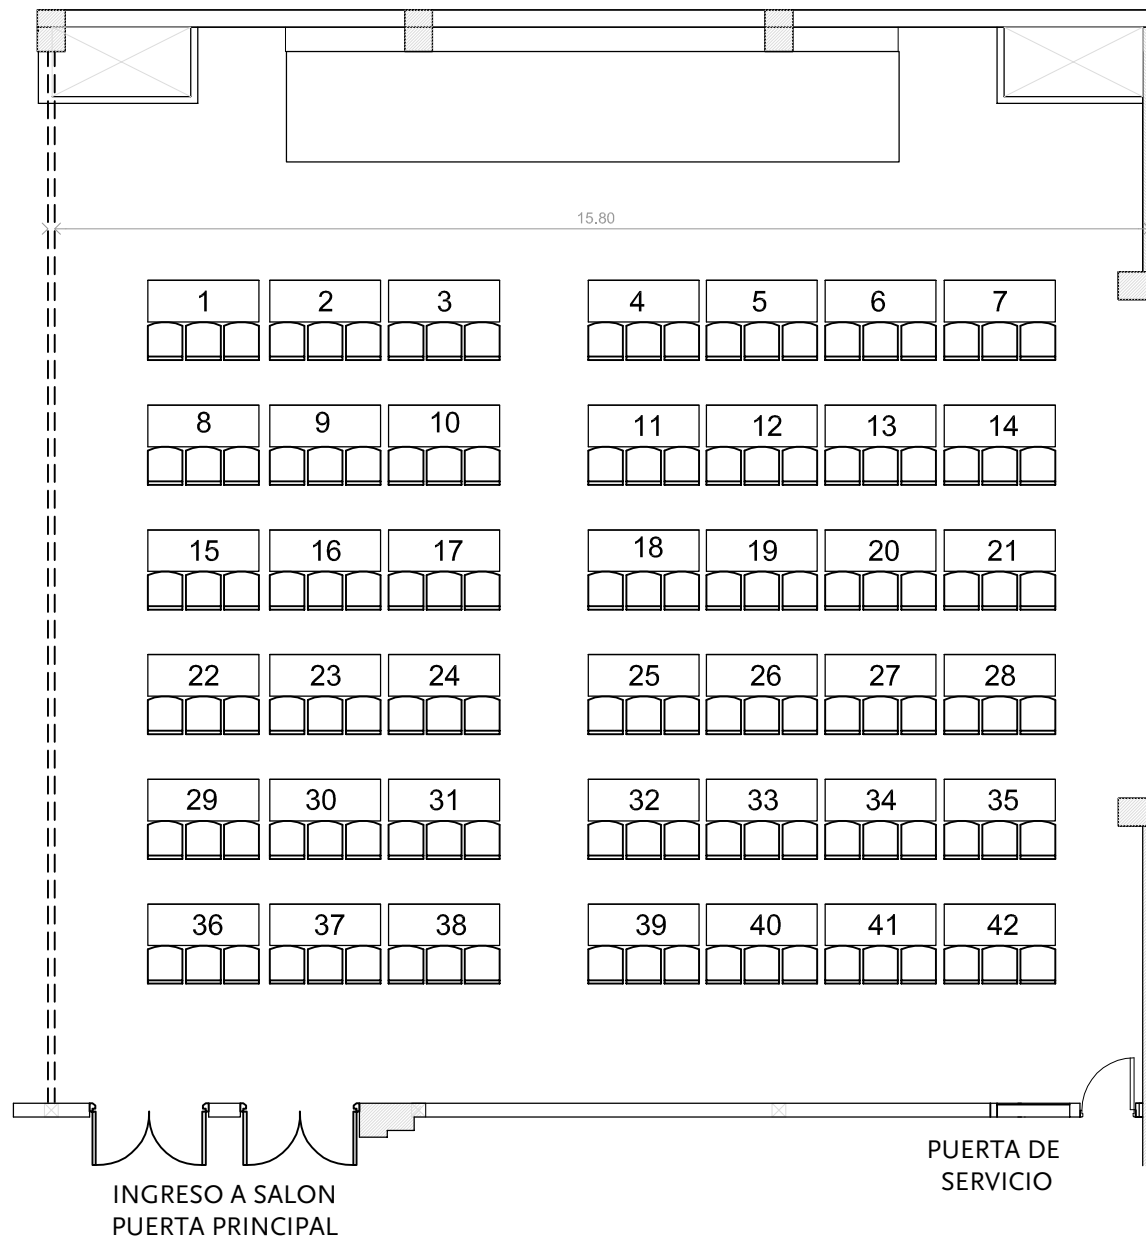 15.80
1 2 3 4 5 6 7
8 9 10 11 12 13 14
15 16 17 18 19 20 21
22 23 24 25 26 27 28
29 30 31 32 33 34 35
36 37 38 39 40 41 42
PUERTA DE
SERVICIO
INGRESO A SALON
PUERTA PRINCIPAL